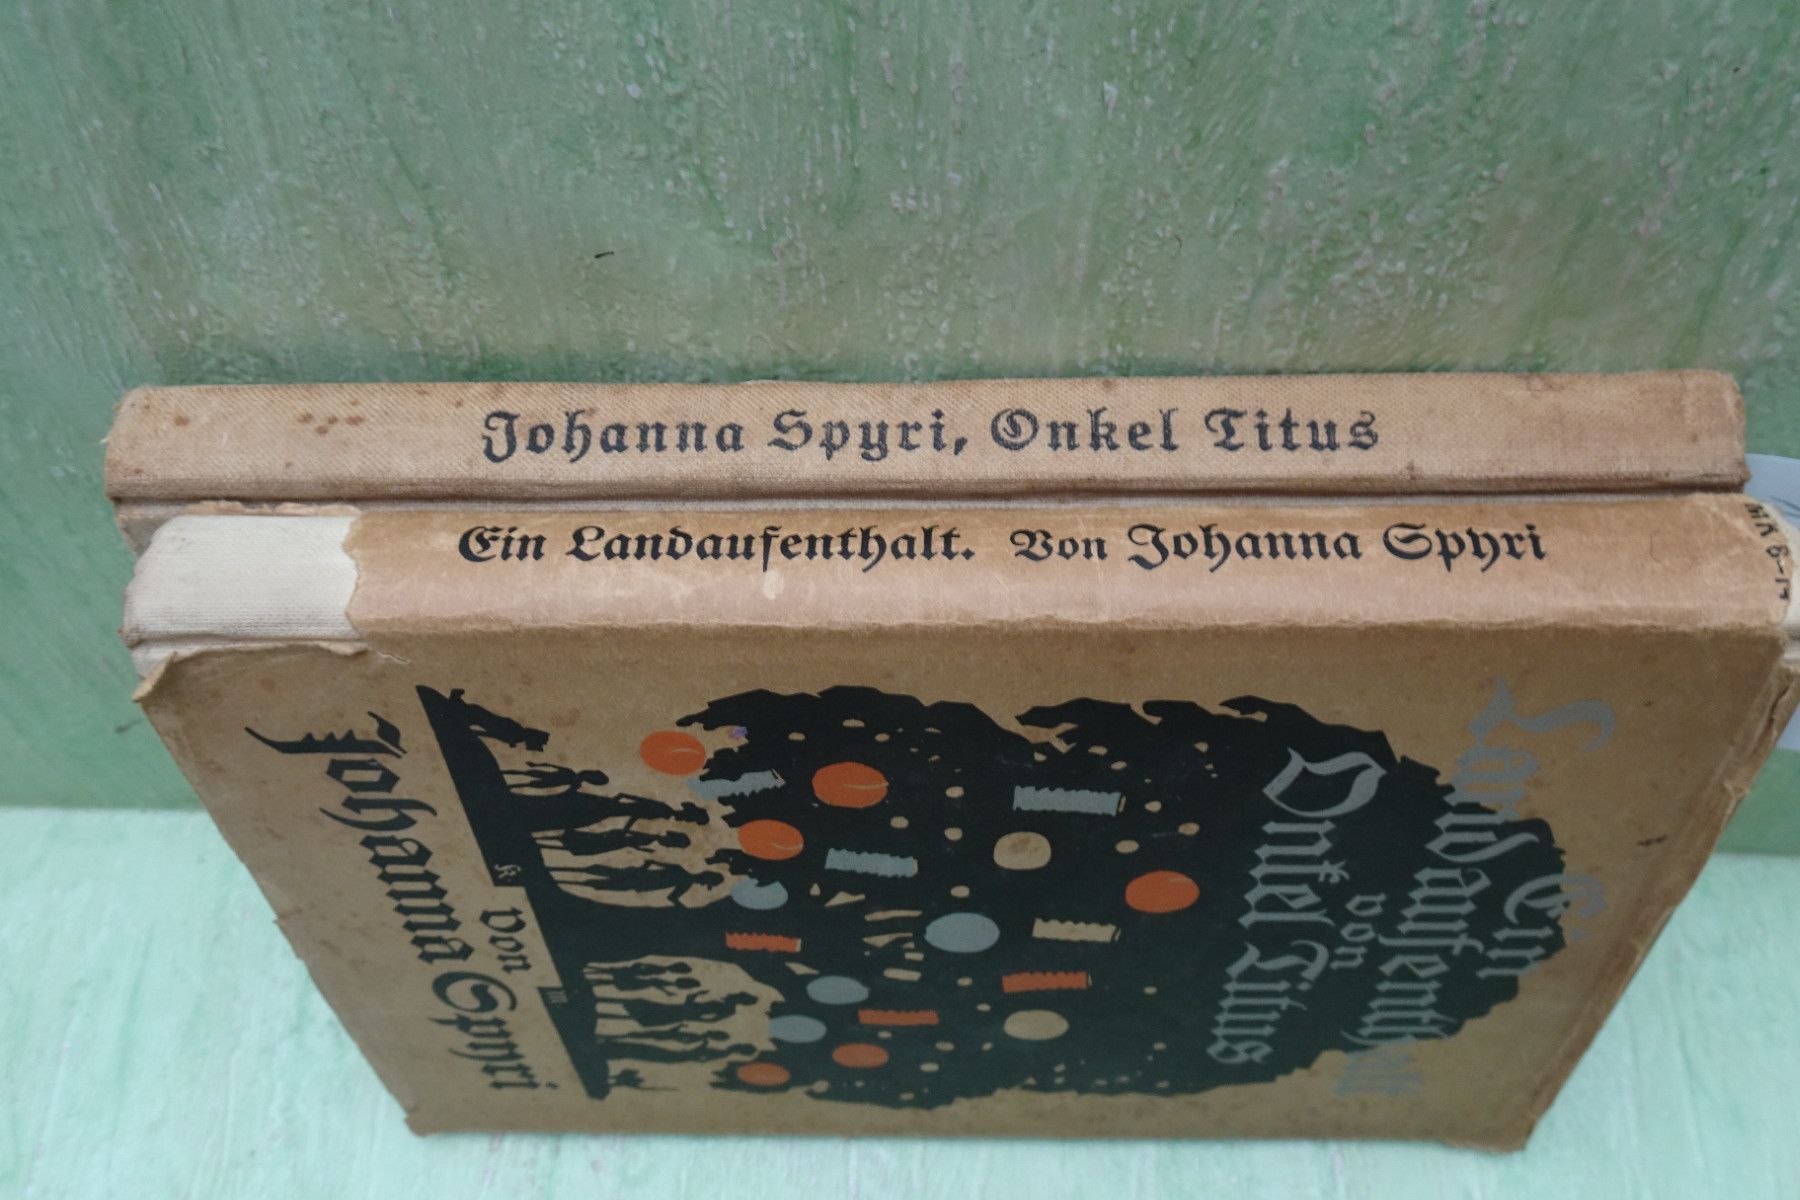 Johanna Spyri, Onkel Titus
Ein Landaufenthalt. Von Johanna Spyri
Ein
Landaufenthalt
von
Onkel Titus
von
Johanna Spyri